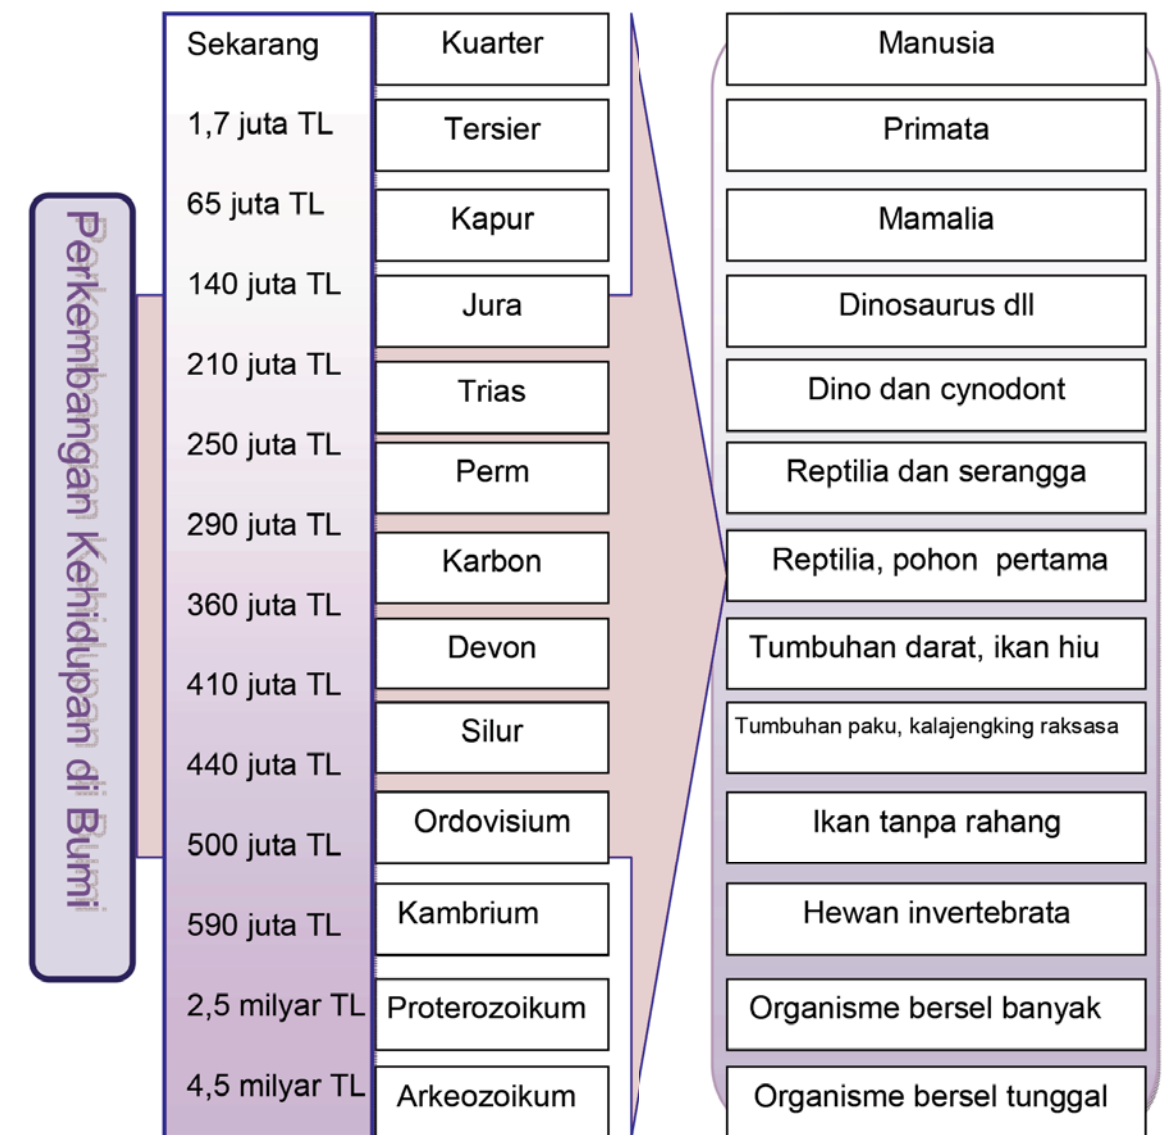 Perkembangan Kehidupan di Bumi
Sekarang
Kuarter
Manusia
1,7 juta TL
Tersier
Primata
65 juta TL
Kapur
Mamalia
140 juta TL
Jura
Dinosaurus dll
210 juta TL
Trias
Dino dan cynodont
250 juta TL
Perm
Reptilia dan serangga
290 juta TL
Karbon
Reptilia, pohon  pertama
360 juta TL
Devon
Tumbuhan darat, ikan hiu
410 juta TL
Silur
Tumbuhan paku, kalajengking raksasa
440 juta TL
Ordovisium
Ikan tanpa rahang
500 juta TL
Kambrium
Hewan invertebrata
590 juta TL
2,5 milyar TL
Proterozoikum
Organisme bersel banyak
4,5 milyar TL
Arkeozoikum
Organisme bersel tunggal